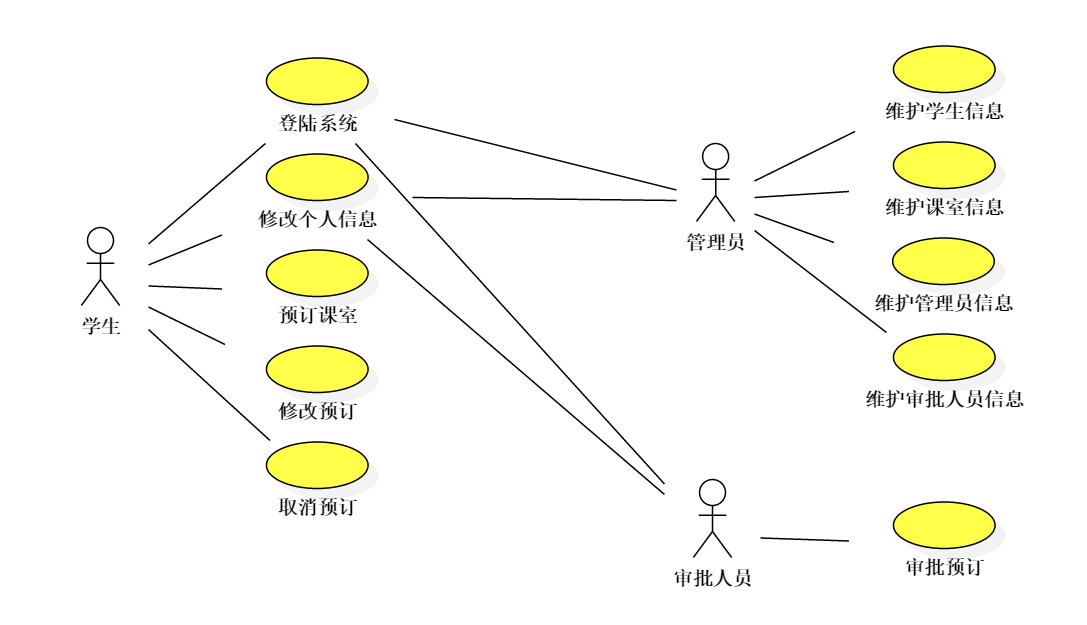 登陆系统
修改个人信息
预订课室
修改预订
取消预订
学生
管理员
审批人员
维护学生信息
维护课室信息
维护管理员信息
维护审批人员信息
审批预订